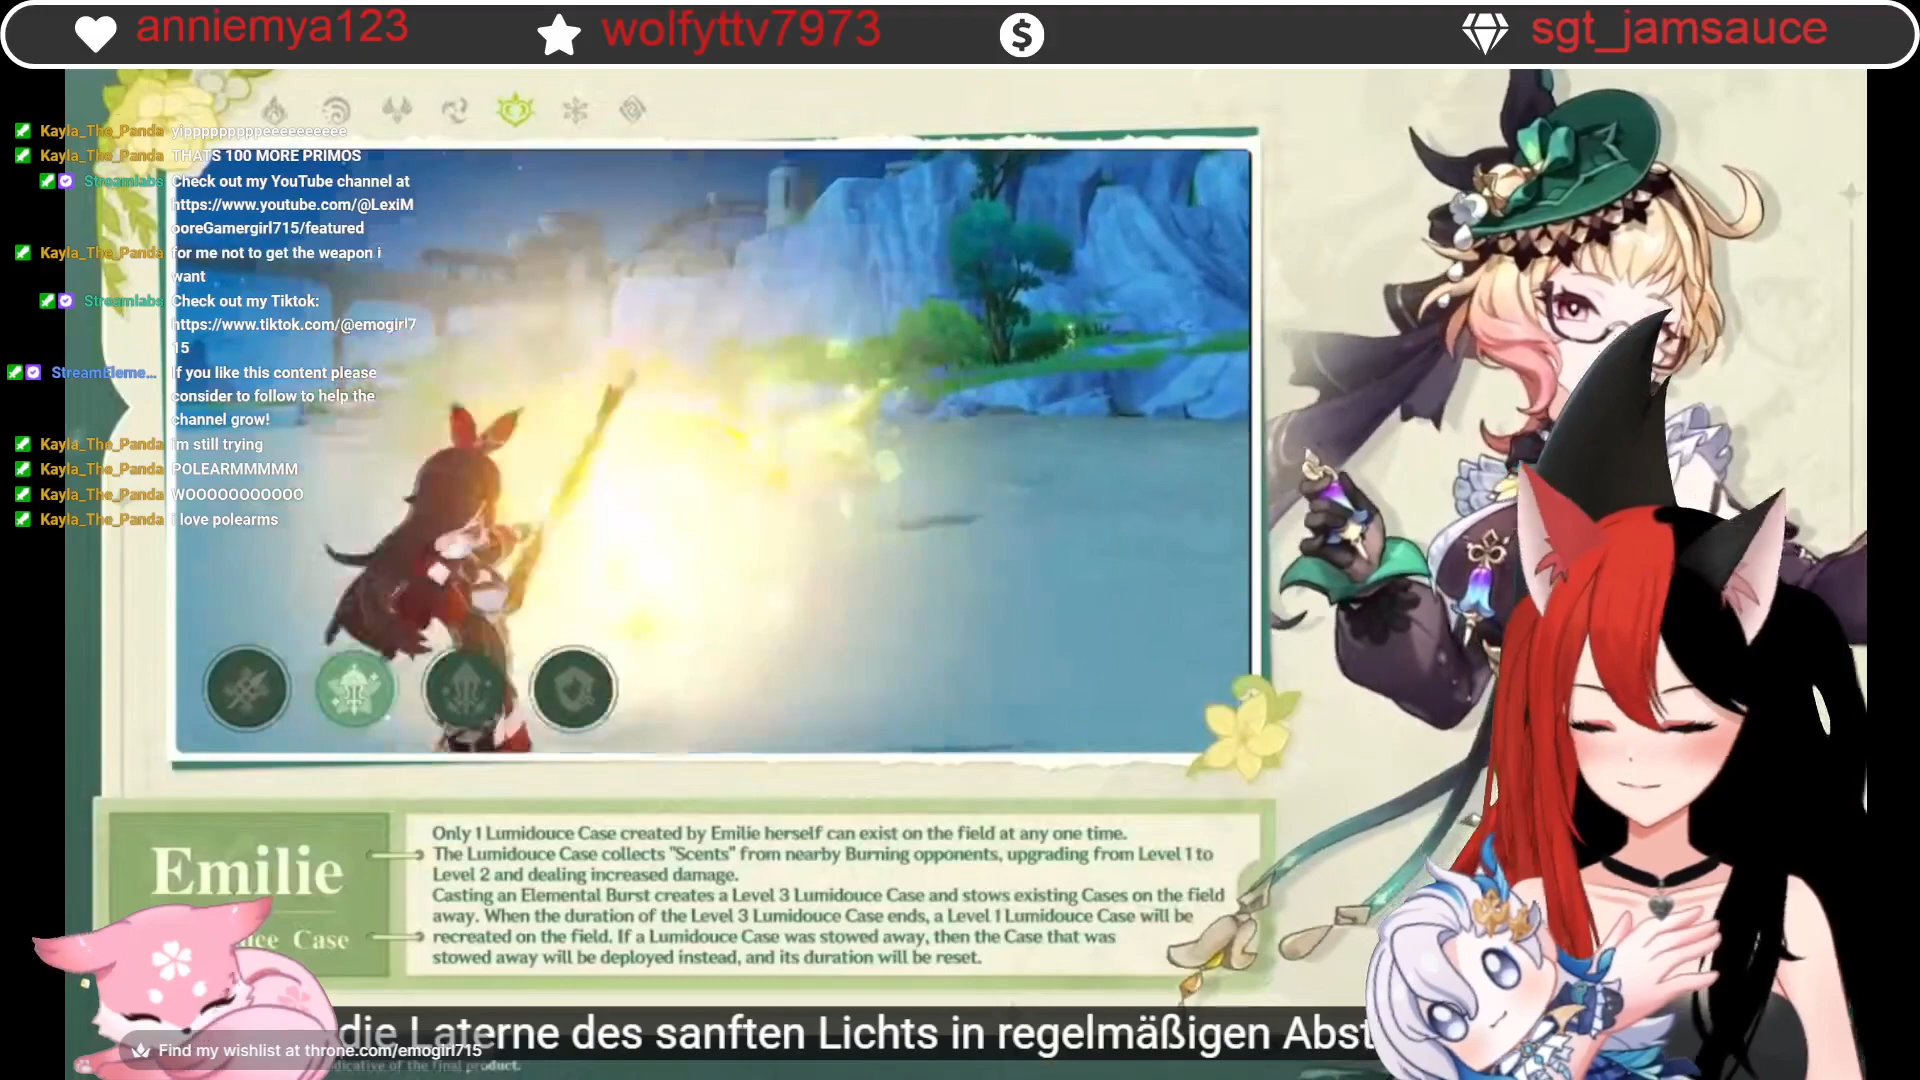 anniemya123
wolfyttv7973
sgt_jamsauce
Kayla_The_Panda yippppppppeeeeeeeeee
Kayla_The_Panda THATS 100 MORE PRIMOS
Streamlabs Check out my YouTube channel at
https://www.youtube.com/@LexiM
ooreGamergirl715/featured
Kayla_The_Panda for me not to get the weapon i
want
Streamlabs Check out my Tiktok:
https://www.tiktok.com/@emogirl7
15
StreamEleme... If you like this content please
consider to follow to help the
channel grow!
Kayla_The_Panda im still trying
Kayla_The_Panda POLEARMMMMM
Kayla_The_Panda WOOOOOOOOOOO
Kayla_The_Panda i love polearms
Emilie
Case
Only 1 Lumidouce Case created by Emilie herself can exist on the field at any one time.
The Lumidouce Case collects "Scents" from nearby Burning opponents, upgrading from Level 1 to
Level 2 and dealing increased damage.
Casting an Elemental Burst creates a Level 3 Lumidouce Case and stows existing Cases on the field
away. When the duration of the Level 3 Lumidouce Case ends, a Level 1 Lumidouce Case will be
recreated on the field. If a Lumidouce Case was stowed away, then the Case that was
stowed away will be deployed instead, and its duration will be reset.
die Laterne des sanften Lichts in regelmäßigen Abst
Find my wishlist at throne.com/emogirl715
dicative of the final product.